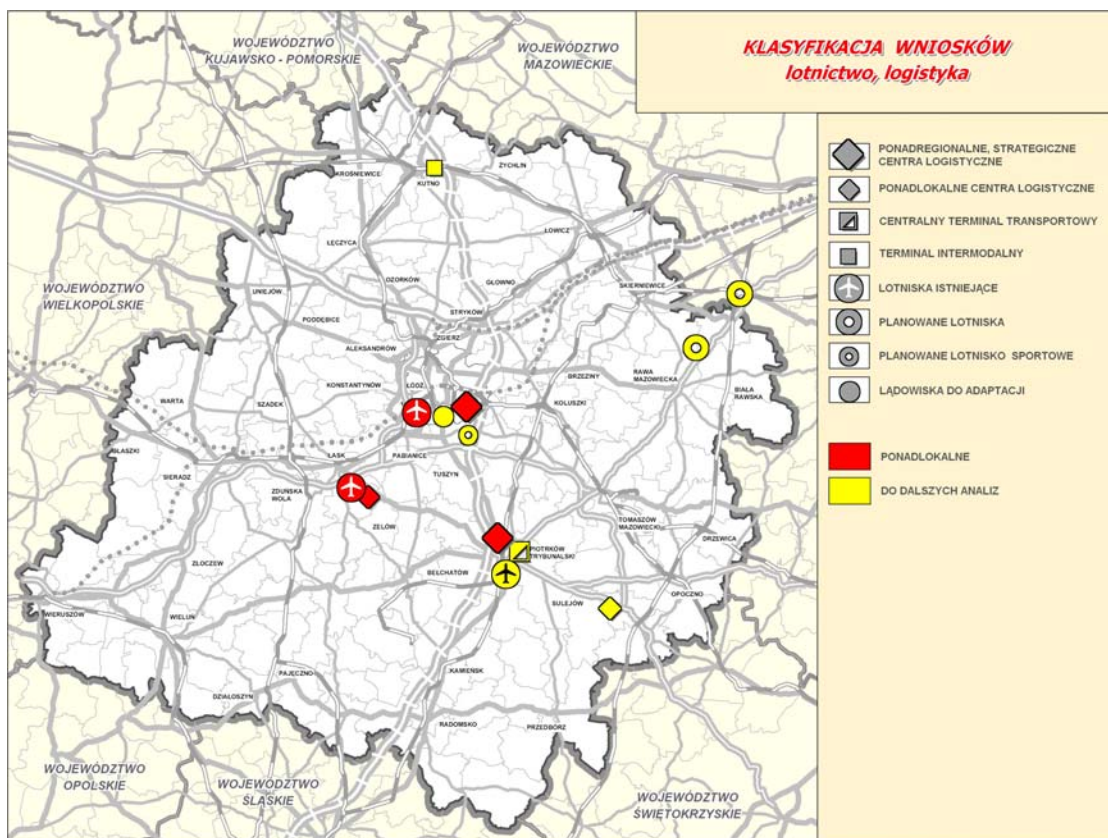 KLASYFIKACJA WNIOSKÓW
lotnictwo, logistyka
WOJEWÓDZTWO
KUJAWSKO - POMORSKIE
WOJEWÓDZTWO
MAZOWIECKIE
WOJEWÓDZTWO
WIELKOPOLSKIE
WOJEWÓDZTWO
OPOLSKIE
WOJEWÓDZTWO
ŚLĄSKIE
WOJEWÓDZTWO
ŚWIĘTOKRZYSKIE
KROŚNIEWICE
KUTNO
ŻYCHLIN
ŁĘCZYCA
ŁOWICZ
OZORKÓW
GŁOWNO
SKIERNIEWICE
UNIEJÓW
STRYKÓW
PODDĘBICE
ZGIERZ
ALEKSANDRÓW
KONSTANTYNÓW
ŁÓDŹ
BRZEZINY
RAWA
MAZOWIECKA
BIAŁA
RAWSKA
WARTA
SZADEK
KOLUSZKI
BŁASZKI
SIERADZ
ŁASK
PABIANICE
TUSZYN
ZDUŃSKA
WOLA
ZELÓW
TOMASZÓW
MAZOWIECKI
DRZEWICA
PIOTRKÓW
TRYBUNALSKI
ZŁOCZEW
BEŁCHATÓW
SULEJÓW
OPOCZNO
WIERUSZÓW
WIELUŃ
KAMIEŃSK
PAJĘCZNO
DZIAŁOSZYN
RADOMSKO
PRZEDBÓRZ
PONADREGIONALNE, STRATEGICZNE
CENTRA LOGISTYCZNE
PONADLOKALNE CENTRA LOGISTYCZNE
CENTRALNY TERMINAL TRANSPORTOWY
TERMINAL INTERMODALNY
LOTNISKA ISTNIEJĄCE
PLANOWANE LOTNISKA
PLANOWANE LOTNISKO SPORTOWE
LĄDOWISKA DO ADAPTACJI
PONADLOKALNE
DO DALSZYCH ANALIZ